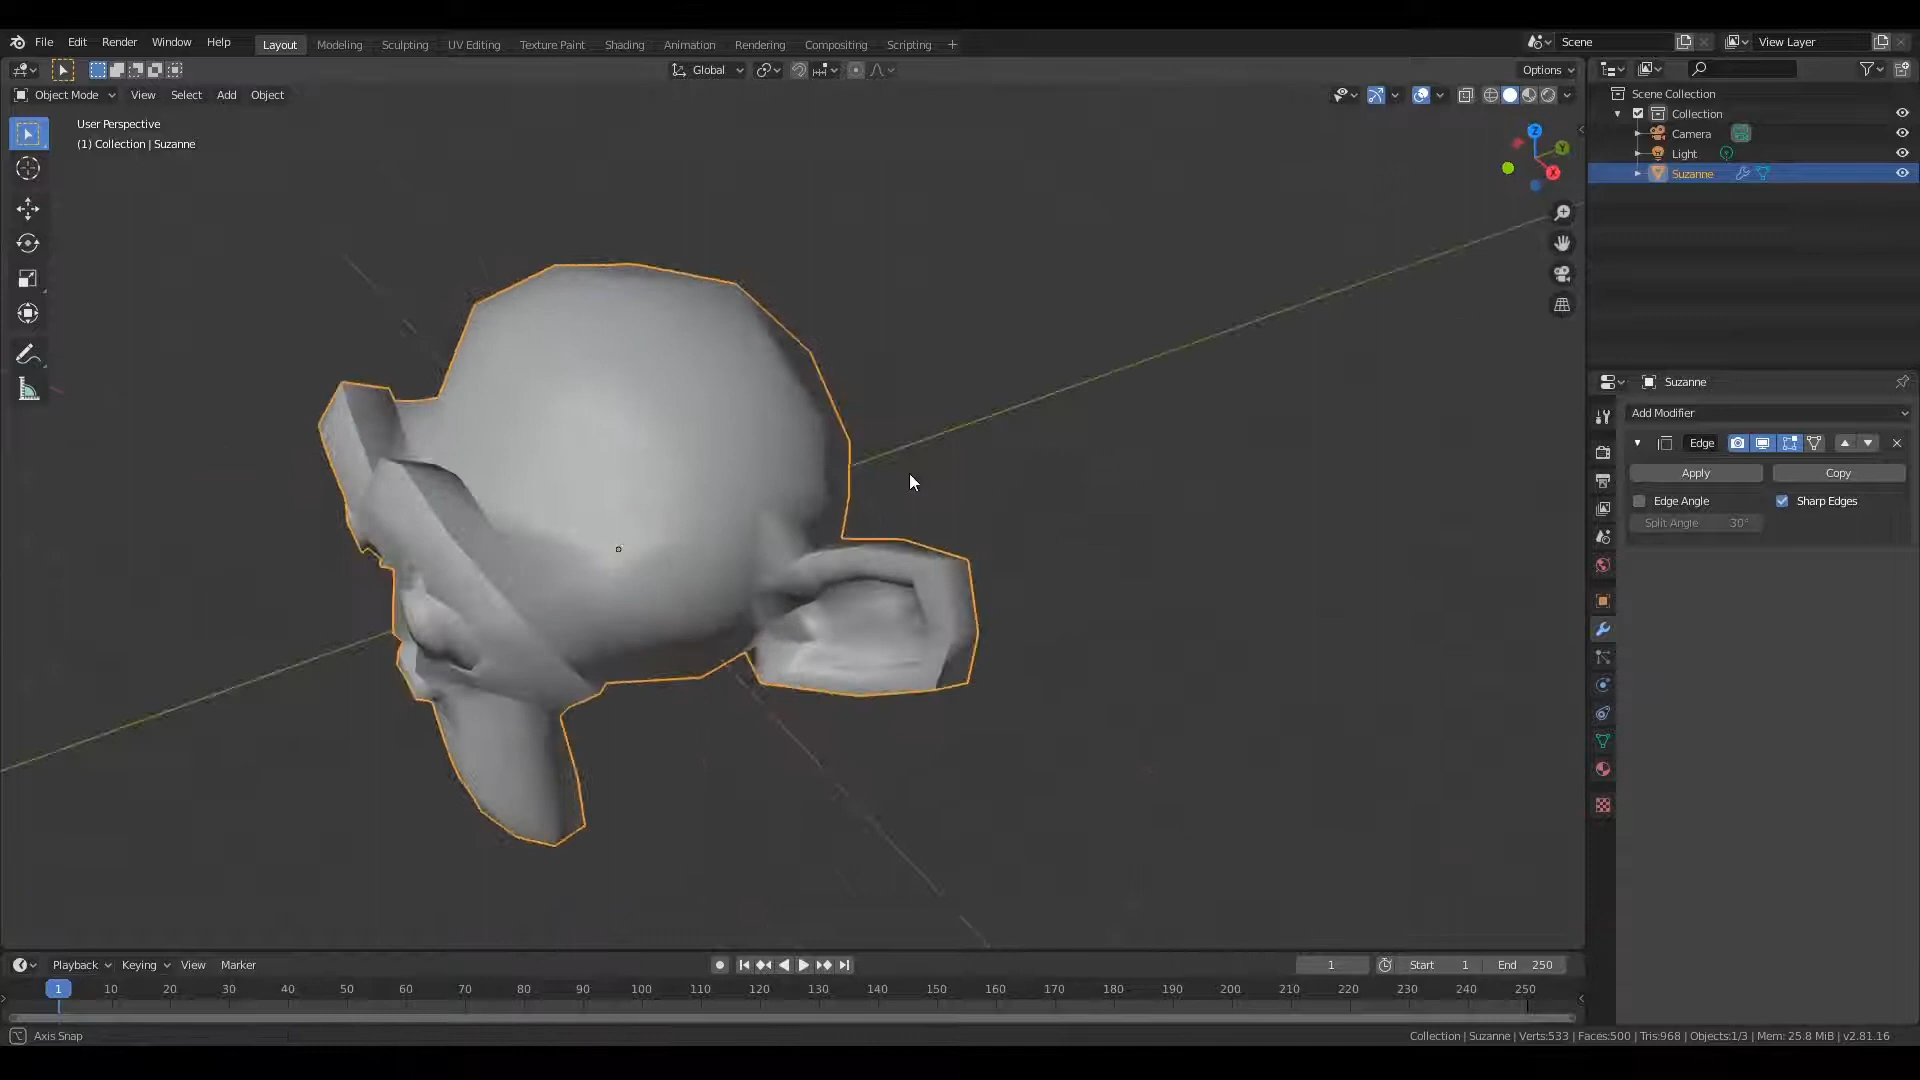 File Edit Render Window Help Layout Modeling Sculpting UV Editing Texture Paint Shading Animation Rendering Compositing Scripting + Scene View Layer
Global Options
Object Mode View Select Add Object
User Perspective
(1) Collection | Suzanne
Z
Y
X
Scene Collection
Collection
Camera
Light
Suzanne
Suzanne
Add Modifier
Edge
Apply Copy
Edge Angle Sharp Edges
Split Angle 30°
Playback Keying View Marker 1 Start 1 End 250
1 10 20 30 40 50 60 70 80 90 100 110 120 130 140 150 160 170 180 190 200 210 220 230 240 250
Axis Snap Collection | Suzanne | Verts:533 | Faces:500 | Tris:968 | Objects:1/3 | Mem: 25.8 MiB | v2.81.16